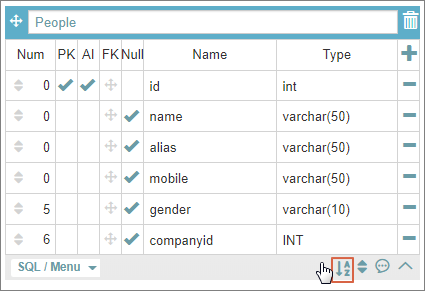 People
Num PK AI FK Null Name Type
0 id int
0 name varchar(50)
0 alias varchar(50)
0 mobile varchar(50)
5 gender varchar(10)
6 companyid INT
SQL / Menu A Z